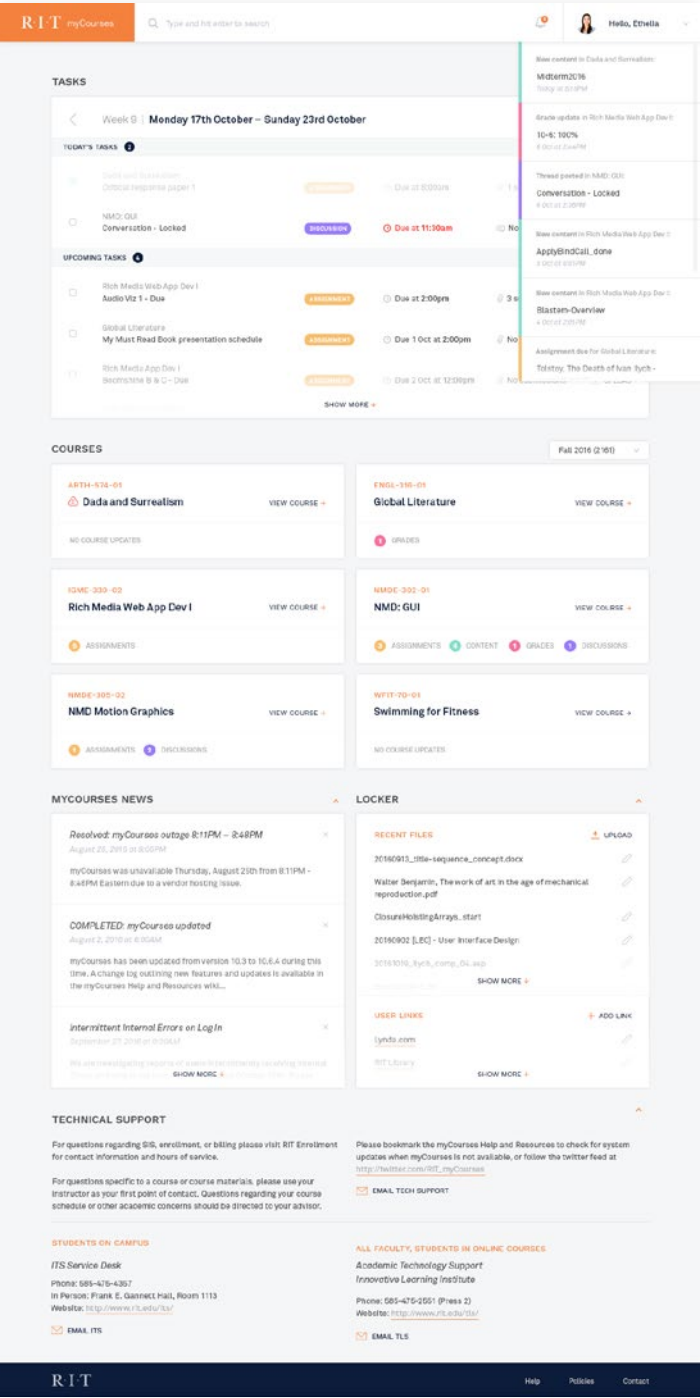 R·I·T myCourses
Type and hit enter to search
Hello, Ethelia
New content in Dada and Surrealism:
Midterm2016
Grade update in Rich Media Web App Dev I:
10-6: 100%
Thread posted in NMD: GUI:
Conversation - Locked
New content in Rich Media Web App Dev I:
ApplyBindCall_done
New content in Rich Media Web App Dev I:
Blastem-Overview
Assignment due for Global Literature:
Tolstoy, The Death of Ivan Ilych -
TASKS
Week 9 | Monday 17th October – Sunday 23rd October
TODAY'S TASKS 2
Dada and Surrealism
Critical response paper 1
ASSIGNMENT
Due at 8:00am
NMD: GUI
Conversation - Locked
DISCUSSION
Due at 11:30am
No
UPCOMING TASKS 4
Rich Media Web App Dev I
Audio Viz 1 - Due
ASSIGNMENT
Due at 2:00pm
3
Global Literature
My Must Read Book presentation schedule
ASSIGNMENT
Due 1 Oct at 2:00pm
No
Rich Media App Dev I
Boomshine B & C - Due
ASSIGNMENT
Due 2 Oct at 12:00pm
SHOW MORE
COURSES
Fall 2016 (2161)
ARTH-574-01
Dada and Surrealism
VIEW COURSE
NO COURSE UPDATES
ENGL-316-01
Global Literature
VIEW COURSE
1 GRADES
IGME-330-02
Rich Media Web App Dev I
VIEW COURSE
ASSIGNMENTS
NMDE-302-01
NMD: GUI
VIEW COURSE
ASSIGNMENTS CONTENT GRADES DISCUSSIONS
NMDE-305-02
NMD Motion Graphics
VIEW COURSE
ASSIGNMENTS DISCUSSIONS
WFIT-70-01
Swimming for Fitness
VIEW COURSE
NO COURSE UPDATES
MYCOURSES NEWS
Resolved: myCourses outage 8:11PM – 8:48PM
myCourses was unavailable Thursday, August 25th from 8:11PM -
8:48PM Eastern due to a vendor hosting issue.
COMPLETED: myCourses updated
August 2, 2016 at 6:00AM
myCourses has been updated from version 10.3 to 10.6.4 during this
time. A change log outlining new features and updates is available in
the myCourses Help and Resources wiki...
Intermittent Internal Errors on Log In
SHOW MORE
LOCKER
RECENT FILES
UPLOAD
20160913_title-sequence_concept.docx
Walter Benjamin, The work of art in the age of mechanical
reproduction.pdf
ClosureHoistingArrays_start
20160902 [LEC] - User Interface Design
SHOW MORE
USER LINKS
+ ADD LINK
Lynda.com
RIT Library
SHOW MORE
TECHNICAL SUPPORT
For questions regarding SIS, enrollment, or billing please visit RIT Enrollment
for contact information and hours of service.
For questions specific to a course or course materials, please use your
instructor as your first point of contact. Questions regarding your course
schedule or other academic concerns should be directed to your advisor.
Please bookmark the myCourses Help and Resources to check for system
updates when myCourses is not available, or follow the twitter feed at
http://twitter.com/RIT_myCourses
EMAIL TECH SUPPORT
STUDENTS ON CAMPUS
ITS Service Desk
Phone: 585-475-4357
In Person: Frank E. Gannett Hall, Room 1113
Website: http://www.rit.edu/its/
EMAIL ITS
ALL FACULTY, STUDENTS IN ONLINE COURSES
Academic Technology Support
Innovative Learning Institute
Phone: 585-475-2551 (Press 2)
Website: http://www.rit.edu/tls/
EMAIL TLS
R·I·T
Help
Policies
Contact